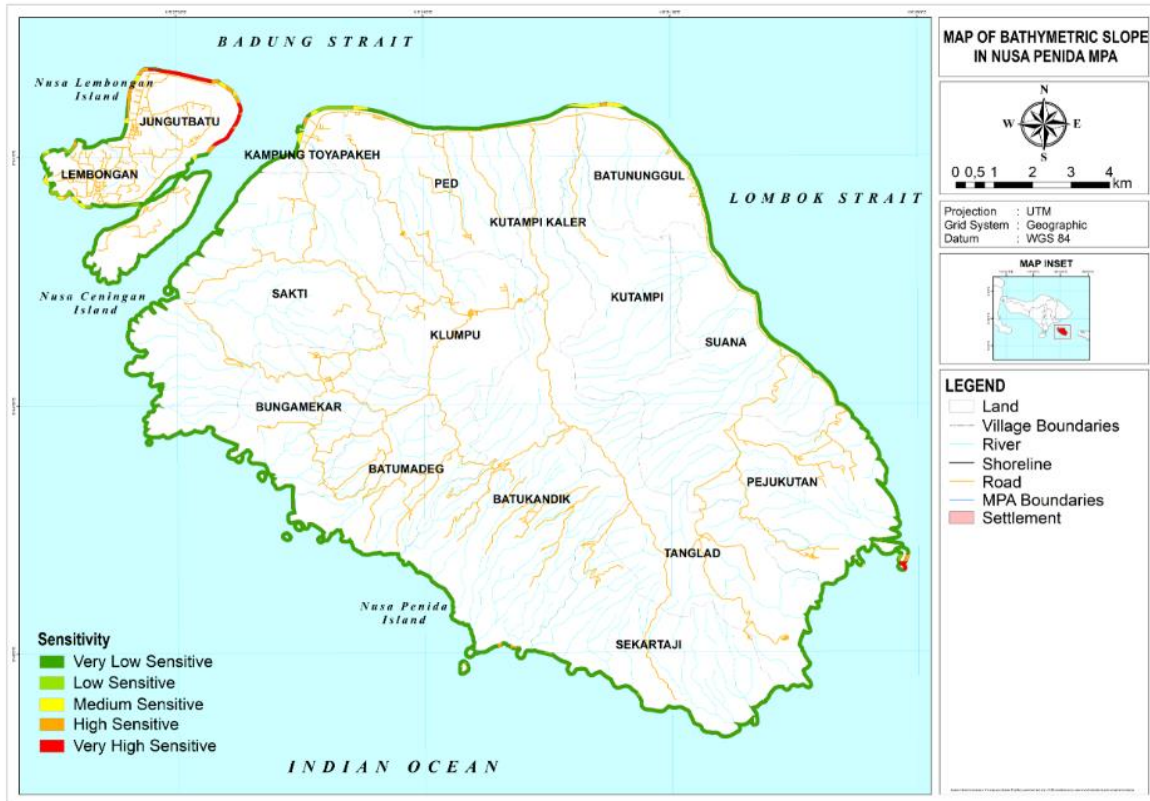 BADUNG STRAIT
Nusa Lembongan
Island
JUNGUTBATU
LEMBONGAN
KAMPUNG TOYAPAKEH
PED
BATUNUNGGUL
KUTAMPI KALER
LOMBOK STRAIT
Nusa Ceningan
Island
SAKTI
KLUMPU
KUTAMPI
SUANA
BUNGAMEKAR
BATUMADEG
BATUKANDIK
PEJUKUTAN
TANGLAD
Nusa Penida
Island
SEKARTAJI
INDIAN OCEAN
Sensitivity
Very Low Sensitive
Low Sensitive
Medium Sensitive
High Sensitive
Very High Sensitive
MAP OF BATHYMETRIC SLOPE
IN NUSA PENIDA MPA
N
W E
S
0 0,5 1 2 3 4
km
Projection : UTM
Grid System : Geographic
Datum : WGS 84
MAP INSET
LEGEND
Land
Village Boundaries
River
Shoreline
Road
MPA Boundaries
Settlement